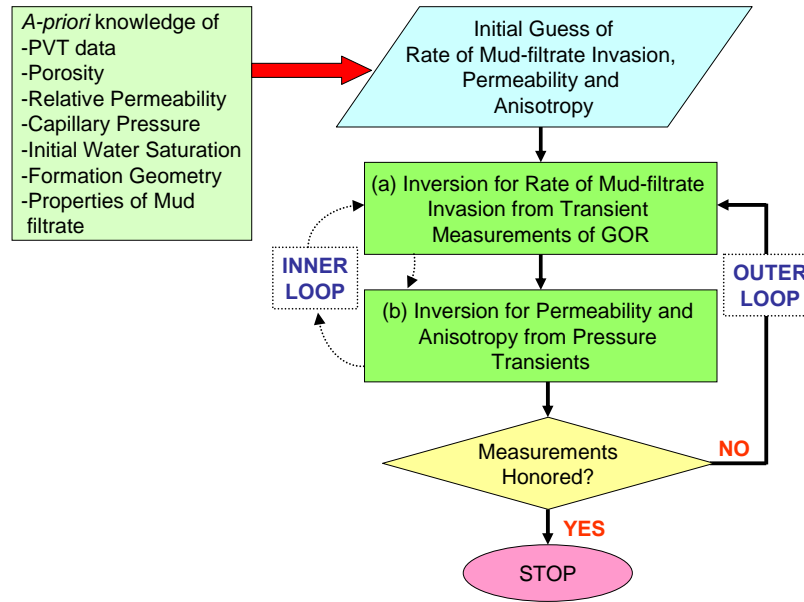 A-priori knowledge of
-PVT data
-Porosity
-Relative Permeability
-Capillary Pressure
-Initial Water Saturation
-Formation Geometry
-Properties of Mud
filtrate
Initial Guess of
Rate of Mud-filtrate Invasion,
Permeability and
Anisotropy
(a) Inversion for Rate of Mud-filtrate
Invasion from Transient
Measurements of GOR
INNER
LOOP
OUTER
LOOP
(b) Inversion for Permeability and
Anisotropy from Pressure
Transients
Measurements
Honored?
NO
YES
STOP